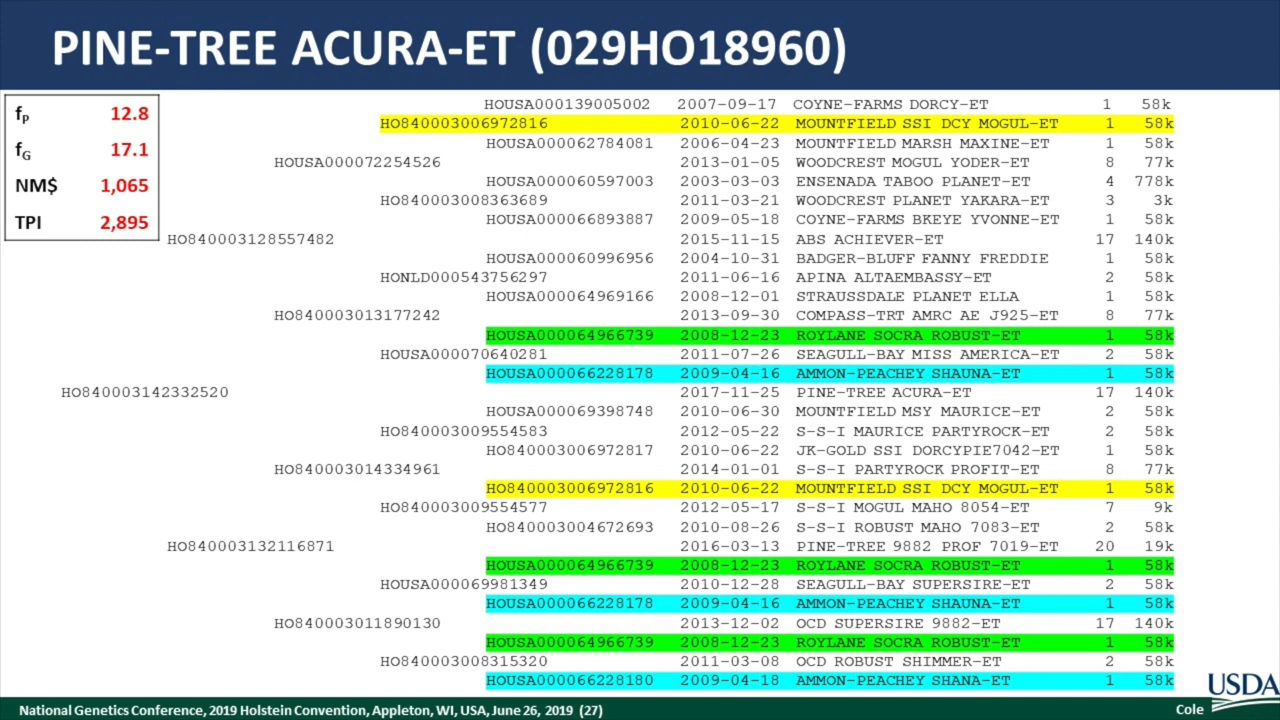 PINE-TREE ACURA-ET (029HO18960)
fP 12.8
fG 17.1
NM$ 1,065
TPI 2,895
HOUSA000139005002 2007-09-17 COYNE-FARMS DORCY-ET 1 58k
HO840003006972816 2010-06-22 MOUNTFIELD SSI DCY MOGUL-ET 1 58k
HOUSA000062784081 2006-04-23 MOUNTFIELD MARSH MAXINE-ET 1 58k
HOUSA000072254526 2013-01-05 WOODCREST MOGUL YODER-ET 8 77k
HOUSA000060597003 2003-03-03 ENSENADA TABOO PLANET-ET 4 778k
HO840003008363689 2011-03-21 WOODCREST PLANET YAKARA-ET 3 3k
HOUSA000066893887 2009-05-18 COYNE-FARMS BKEYE YVONNE-ET 1 58k
HO840003128557482 2015-11-15 ABS ACHIEVER-ET 17 140k
HOUSA000060996956 2004-10-31 BADGER-BLUFF FANNY FREDDIE 1 58k
HONLD000543756297 2011-06-16 APINA ALTAEMBASSY-ET 2 58k
HOUSA000064969166 2008-12-01 STRAUSSDALE PLANET ELLA 1 58k
HO840003013177242 2013-09-30 COMPASS-TRT AMRC AE J925-ET 8 77k
HOUSA000064966739 2008-12-23 ROYLANE SOCRA ROBUST-ET 1 58k
HOUSA000070640281 2011-07-26 SEAGULL-BAY MISS AMERICA-ET 2 58k
HOUSA000066228178 2009-04-16 AMMON-PEACHEY SHAUNA-ET 1 58k
HO840003142332520 2017-11-25 PINE-TREE ACURA-ET 17 140k
HOUSA000069398748 2010-06-30 MOUNTFIELD MSY MAURICE-ET 2 58k
HO840003009554583 2012-05-22 S-S-I MAURICE PARTYROCK-ET 2 58k
HO840003006972817 2010-06-22 JK-GOLD SSI DORCYPIE7042-ET 1 58k
HO840003014334961 2014-01-01 S-S-I PARTYROCK PROFIT-ET 8 77k
HO840003006972816 2010-06-22 MOUNTFIELD SSI DCY MOGUL-ET 1 58k
HO840003009554577 2012-05-17 S-S-I MOGUL MAHO 8054-ET 7 9k
HO840003004672693 2010-08-26 S-S-I ROBUST MAHO 7083-ET 2 58k
HO840003132116871 2016-03-13 PINE-TREE 9882 PROF 7019-ET 20 19k
HOUSA000064966739 2008-12-23 ROYLANE SOCRA ROBUST-ET 1 58k
HOUSA000069981349 2010-12-28 SEAGULL-BAY SUPERSIRE-ET 2 58k
HOUSA000066228178 2009-04-16 AMMON-PEACHEY SHAUNA-ET 1 58k
HO840003011890130 2013-12-02 OCD SUPERSIRE 9882-ET 17 140k
HOUSA000064966739 2008-12-23 ROYLANE SOCRA ROBUST-ET 1 58k
HO840003008315320 2011-03-08 OCD ROBUST SHIMMER-ET 2 58k
HOUSA000066228180 2009-04-18 AMMON-PEACHEY SHANA-ET 1 58k
USDA
National Genetics Conference, 2019 Holstein Convention, Appleton, WI, USA, June 26, 2019 (27) Cole